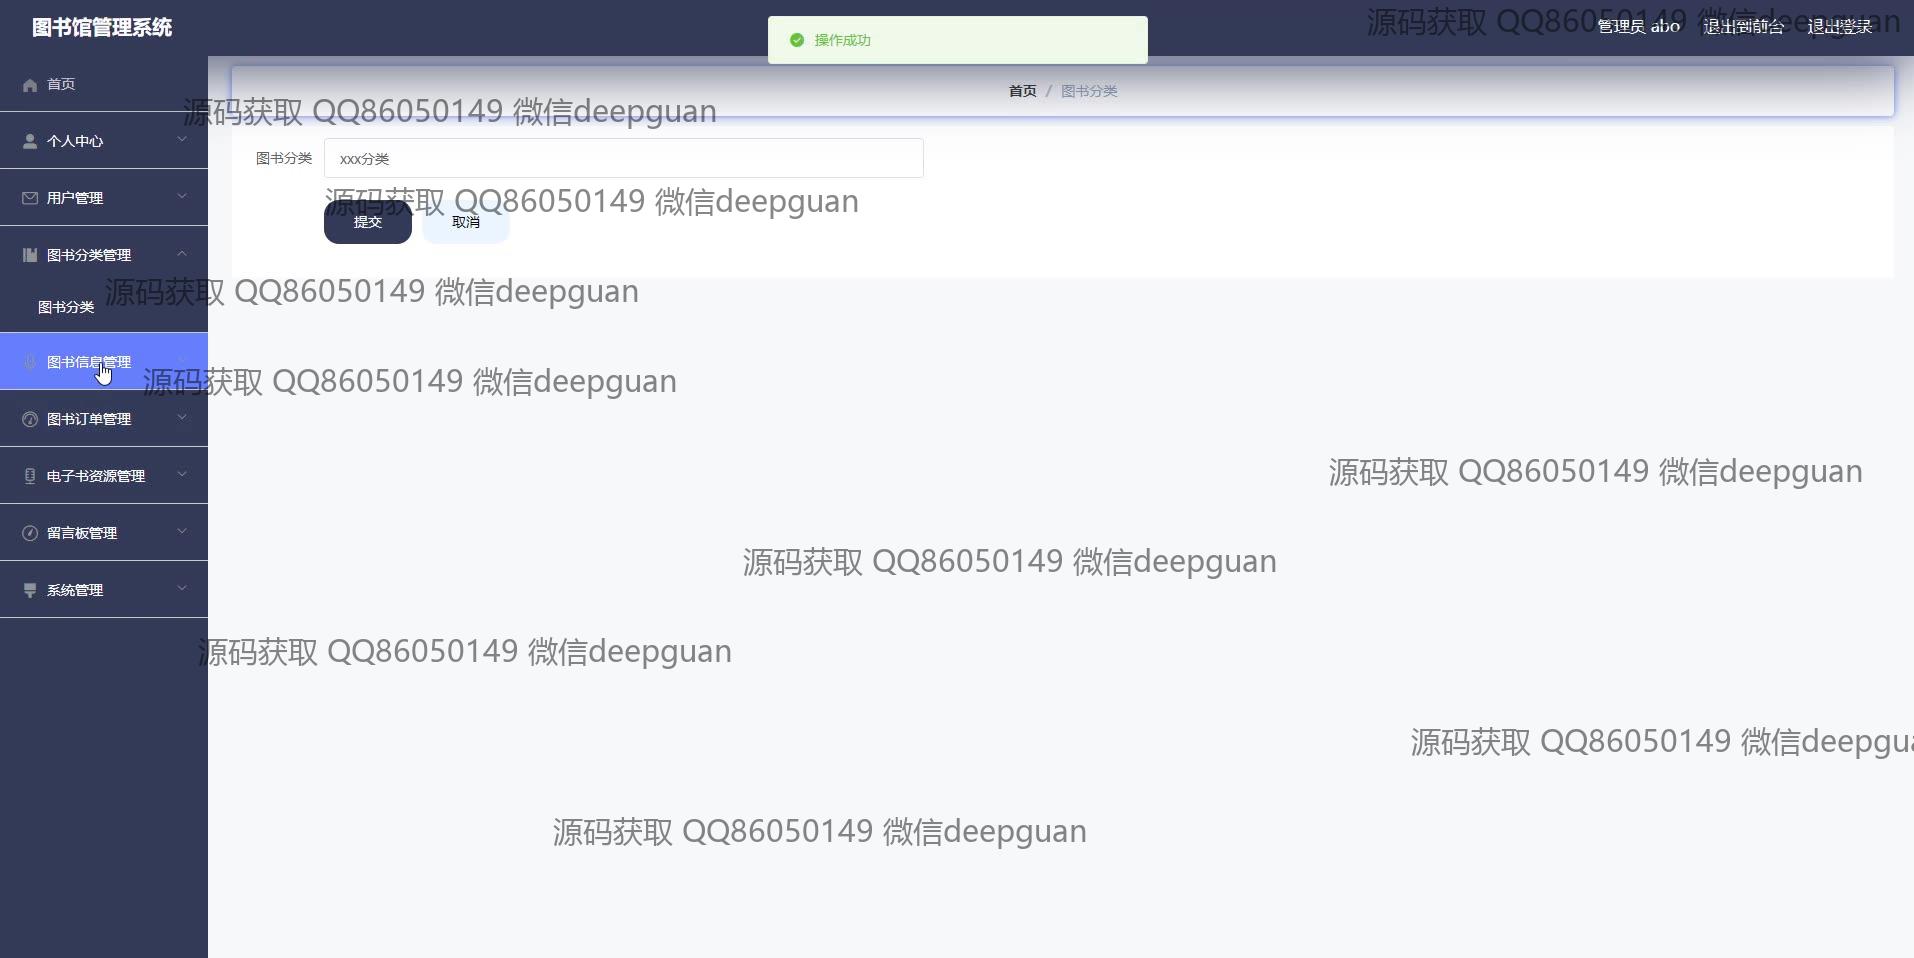 图书馆管理系统
操作成功
源码获取 QQ86050149 微信deepguan
管理员 abo
退出到前台
退出登录
首页
首页 / 图书分类
源码获取 QQ86050149 微信deepguan
个人中心
图书分类
xxx分类
用户管理
源码获取 QQ86050149 微信deepguan
提交
取消
图书分类管理
源码获取 QQ86050149 微信deepguan
图书分类
图书信息管理
源码获取 QQ86050149 微信deepguan
图书订单管理
电子书资源管理
源码获取 QQ86050149 微信deepguan
留言板管理
源码获取 QQ86050149 微信deepguan
系统管理
源码获取 QQ86050149 微信deepguan
源码获取 QQ86050149 微信deepgua
源码获取 QQ86050149 微信deepguan